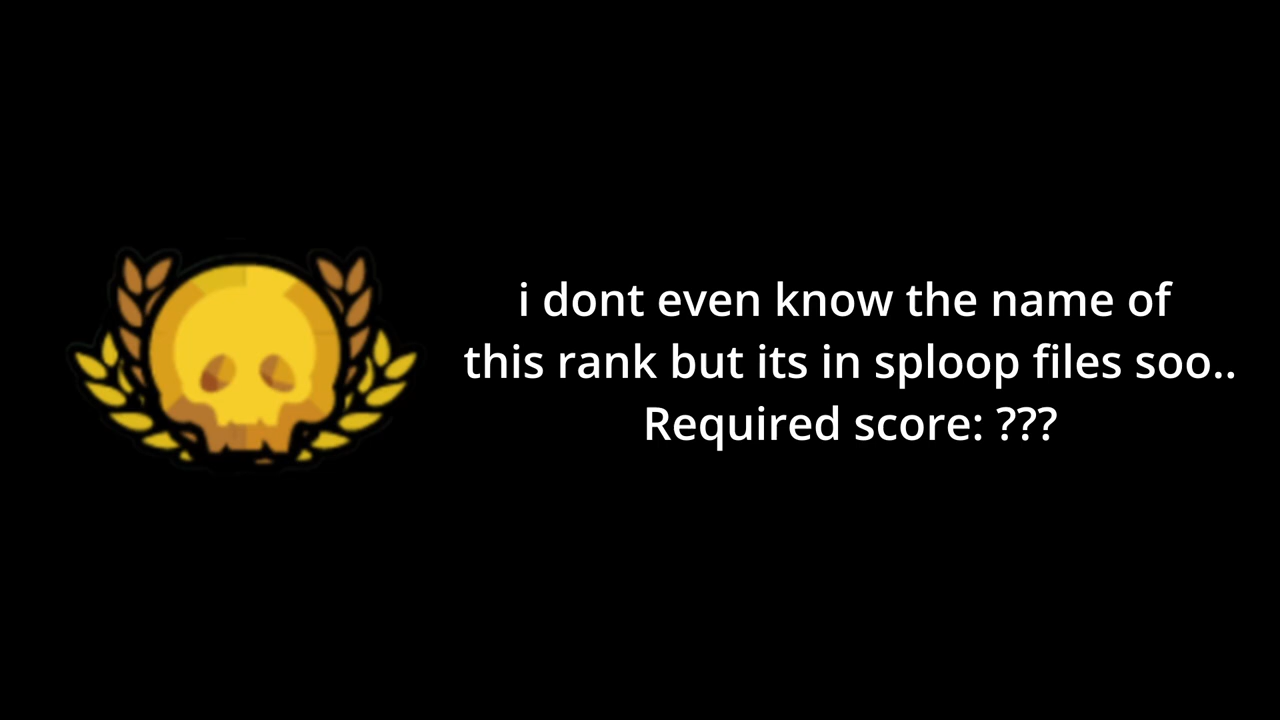 i dont even know the name of
this rank but its in sploop files soo..
Required score: ???